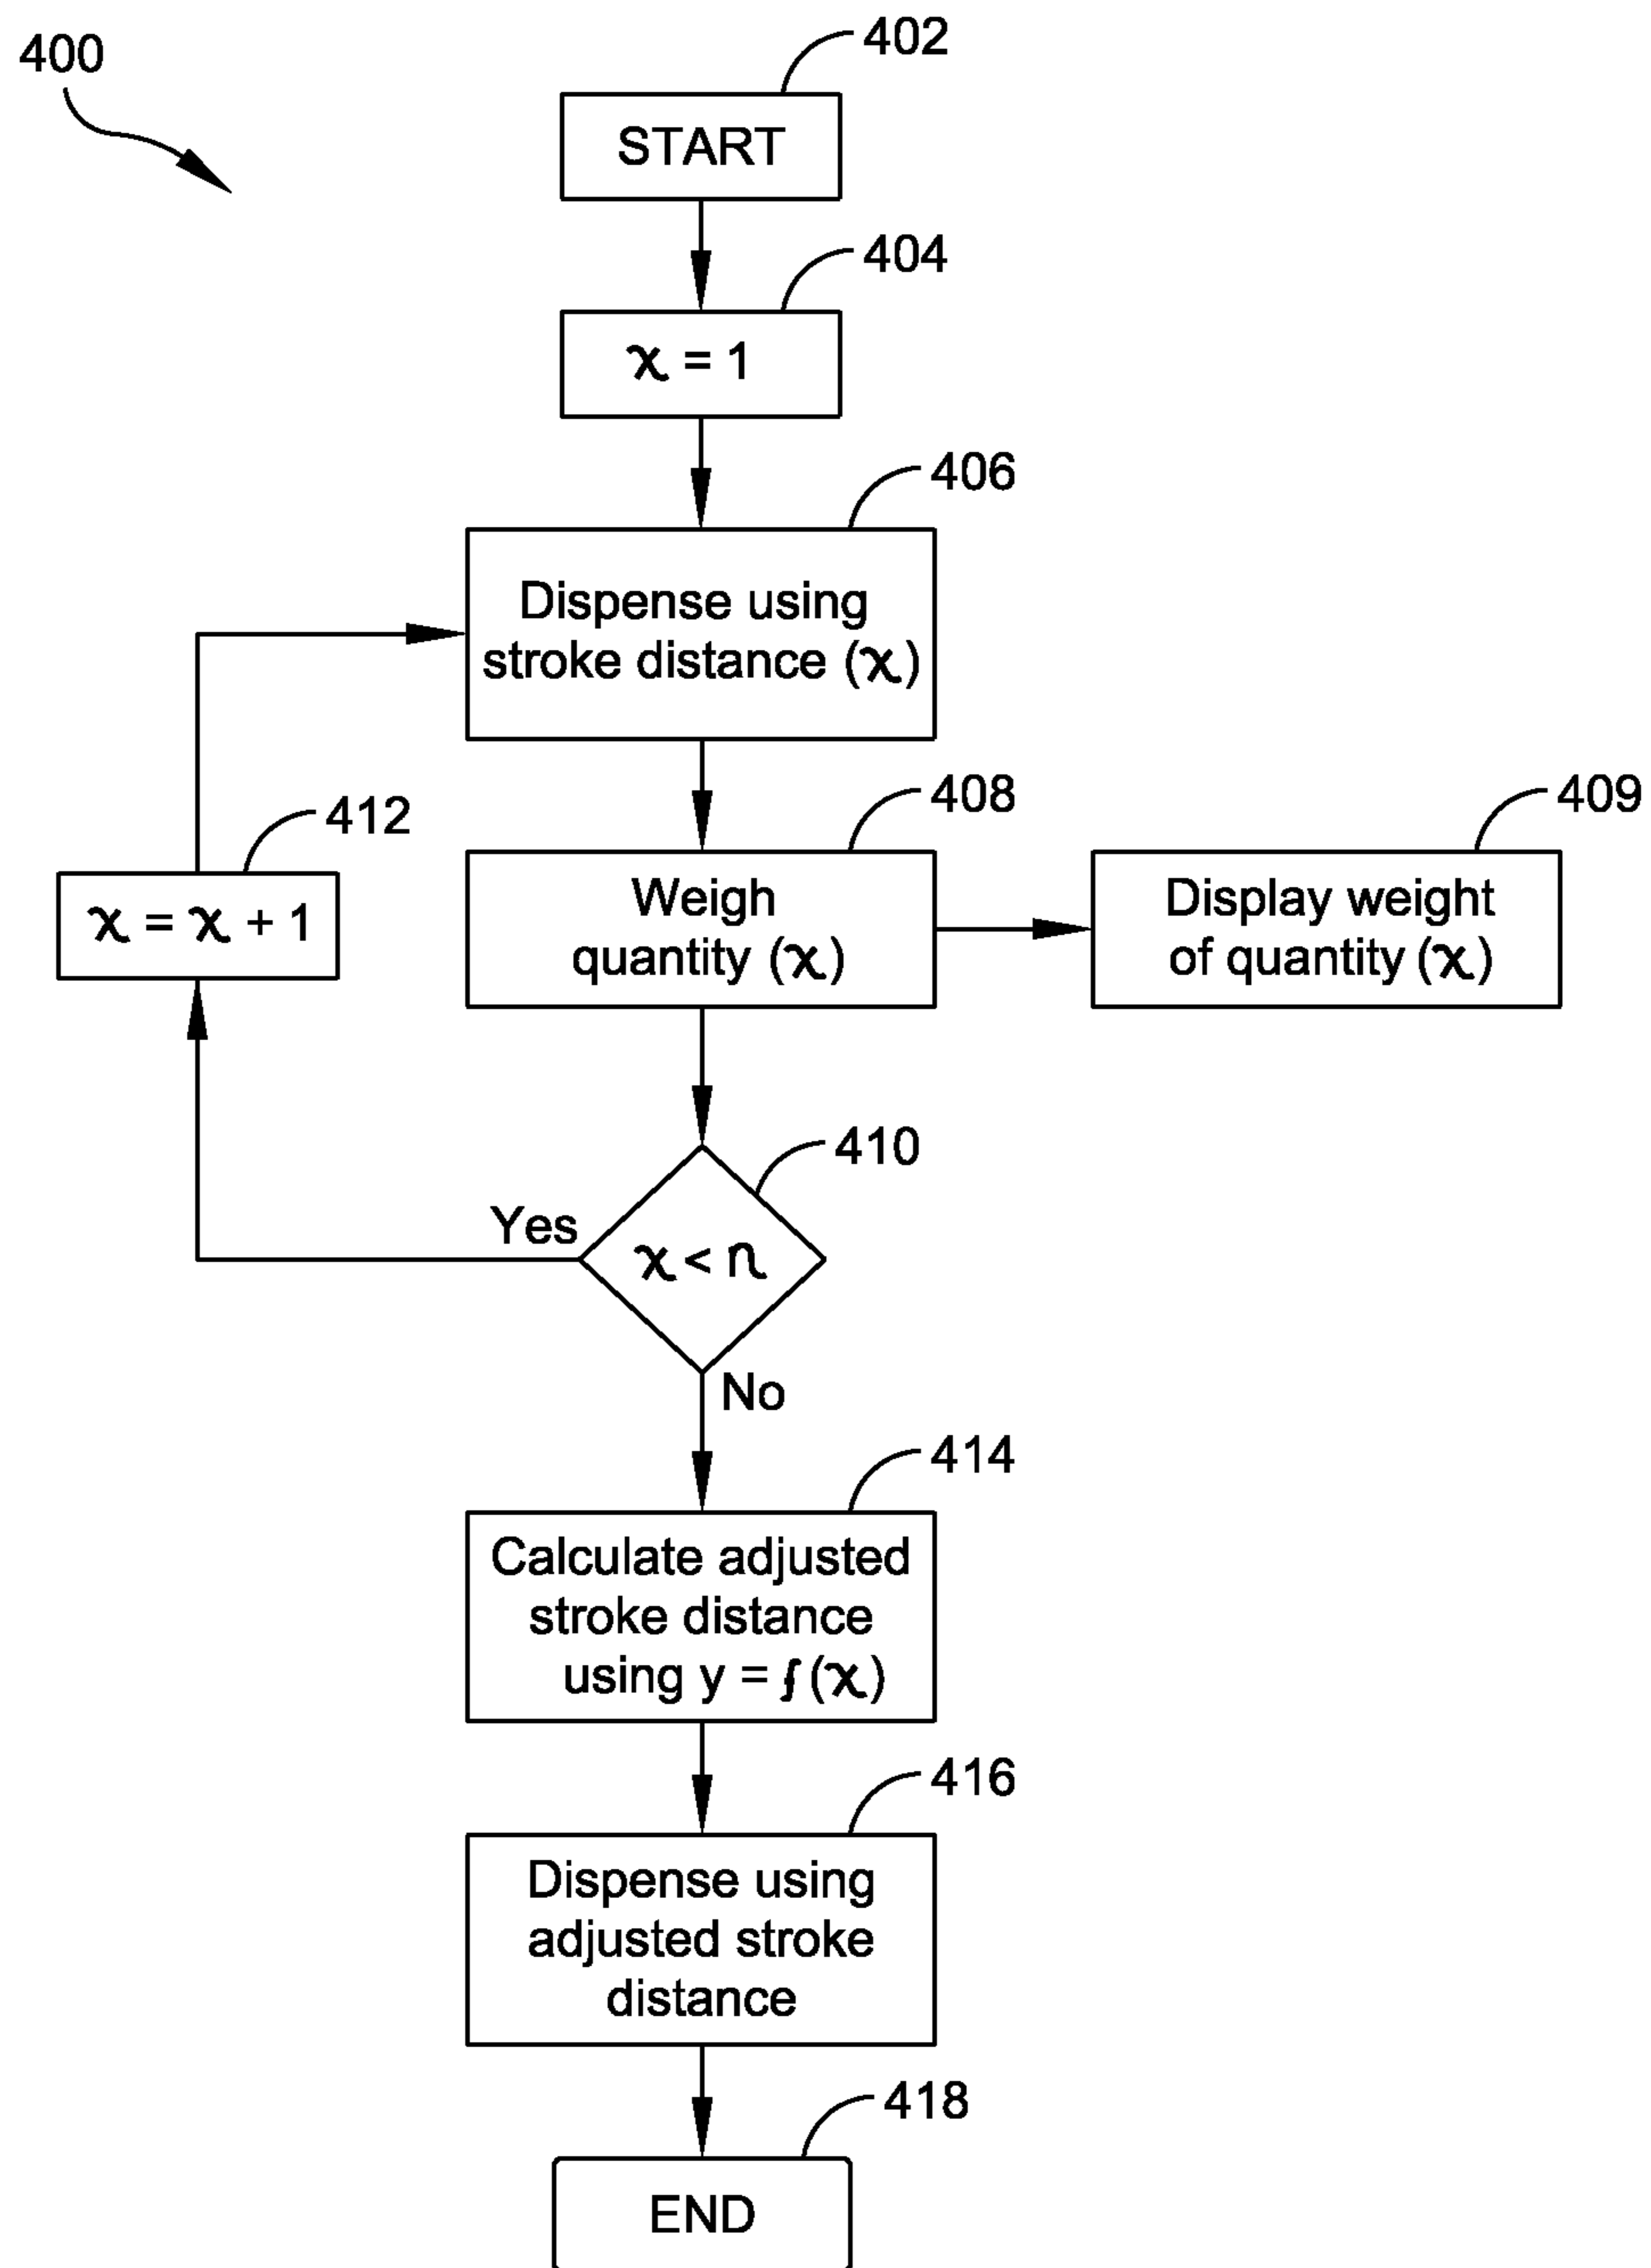 400
402
START
404
x = 1
406
Dispense using
stroke distance (x)
408
Weigh
quantity (x)
409
Display weight
of quantity (x)
412
x = x + 1
410
Yes
x < n
No
414
Calculate adjusted
stroke distance
using y = f (x)
416
Dispense using
adjusted stroke
distance
418
END